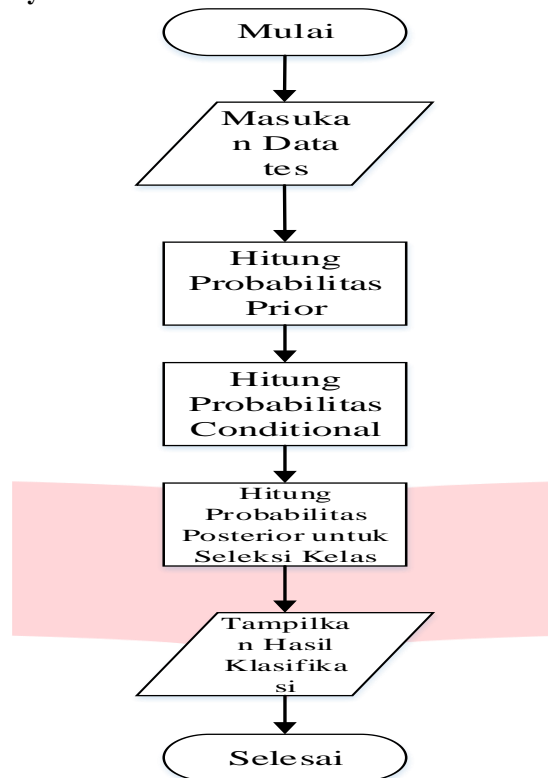 Mulai
Masuka
n Data
tes
Hitung
Probabilitas
Prior
Hitung
Probabilitas
Conditional
Hitung
Probabilitas
Posterior untuk
Seleksi Kelas
Tampilka
n Hasil
Klasifika
si
Selesai